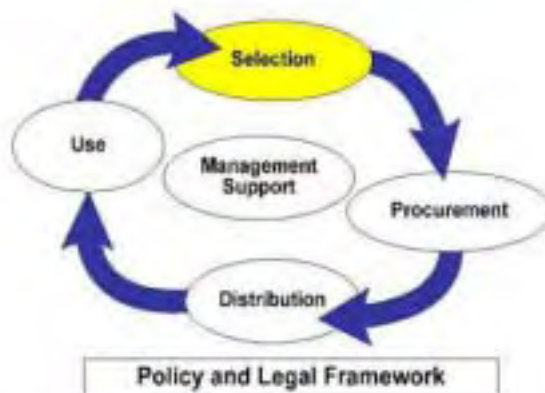 Selection
Use
Management
Support
Procurement
Distribution
Policy and Legal Framework